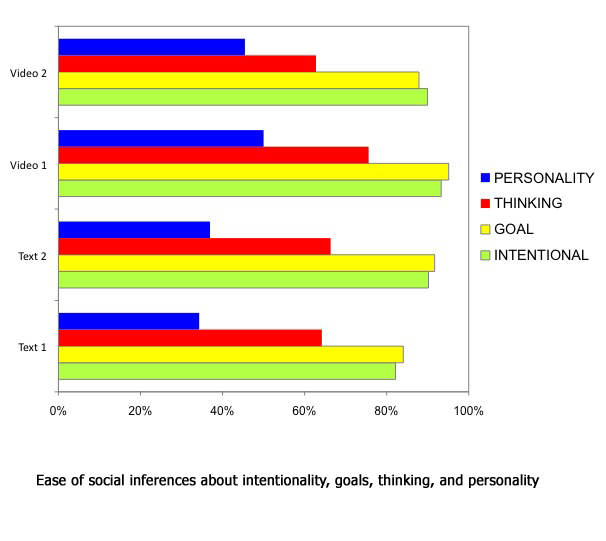 Video 2
Video 1
Text 2
Text 1
0% 20% 40% 60% 80% 100%
PERSONALITY
THINKING
GOAL
INTENTIONAL
Ease of social inferences about intentionality, goals, thinking, and personality